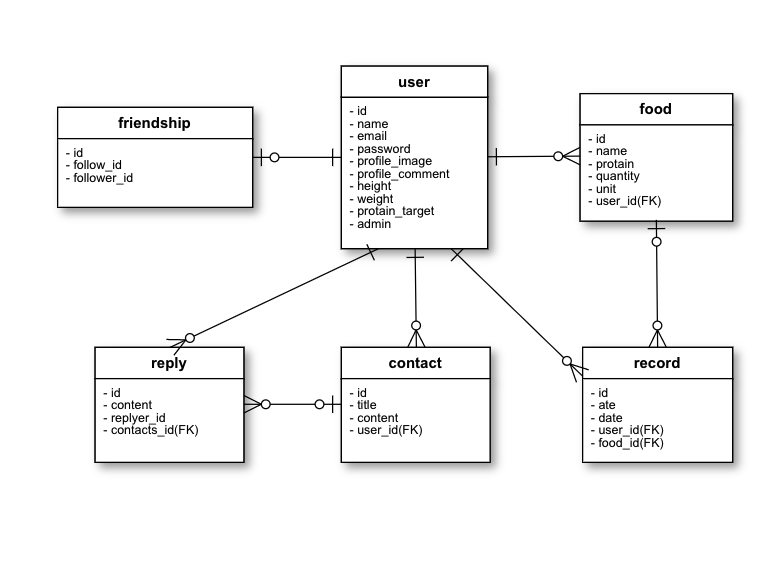 user
- id
- name
- email
- password
- profile_image
- profile_comment
- height
- weight
- protain_target
- admin
friendship
- id
- follow_id
- follower_id
food
- id
- name
- protain
- quantity
- unit
- user_id(FK)
reply
- id
- content
- replyer_id
- contacts_id(FK)
contact
- id
- title
- content
- user_id(FK)
record
- id
- ate
- date
- user_id(FK)
- food_id(FK)